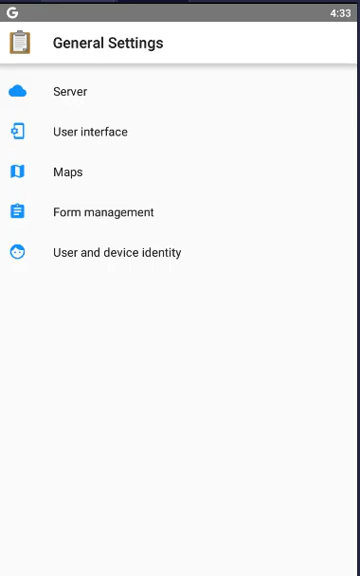 G
4:33
General Settings
Server
User interface
Maps
Form management
User and device identity